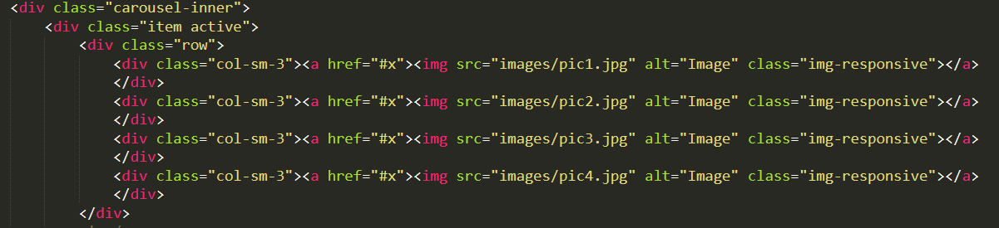 <div class="carousel-inner">
<div class="item active">
<div class="row">
<div class="col-sm-3"><a href="#x"><img src="images/pic1.jpg" alt="Image" class="img-responsive"></a>
</div>
<div class="col-sm-3"><a href="#x"><img src="images/pic2.jpg" alt="Image" class="img-responsive"></a>
</div>
<div class="col-sm-3"><a href="#x"><img src="images/pic3.jpg" alt="Image" class="img-responsive"></a>
</div>
<div class="col-sm-3"><a href="#x"><img src="images/pic4.jpg" alt="Image" class="img-responsive"></a>
</div>
</div>